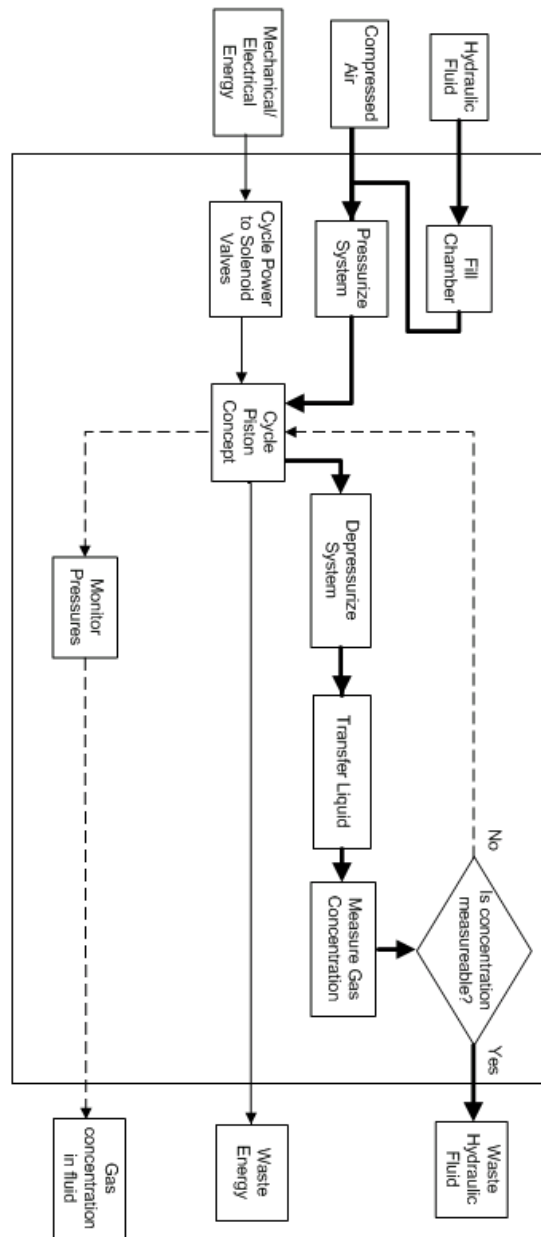 Hydraulic Fluid
Compressed
Air
Mechanical/
Electrical
Energy
Fill
Chamber
Pressurize
System
Cycle Power
to Solenoid
Valves
Cycle
Piston
Concept
Depressurize
System
Transfer Liquid
Measure Gas
Concentration
Is concentration
measureable?
No
Yes
Monitor
Pressures
Waste
Hydraulic
Fluid
Waste
Energy
Gas
concentration
in fluid